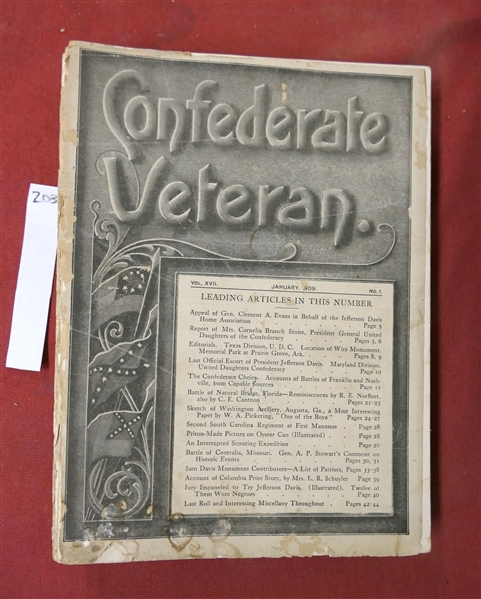 203
Confederate
Veteran.
VOL. XVII. JANUARY, 1909. No. 1.
LEADING ARTICLES IN THIS NUMBER
Appeal of Gen. Clement A. Evans in Behalf of the Jefferson Davis
Home Association Page 5
Report of Mrs. Cornelia Branch Stone, President General United
Daughters of the Confederacy Pages 5, 6
Editorials. Texas Division, U. D. C. Location of Wirz Monument.
Memorial Park at Prairie Grove, Ark. Pages 8, 9
Last Official Escort of President Jefferson Davis. Maryland Division,
United Daughters Confederacy Page 10
The Confederate Choir. Accounts of Battles of Franklin and Nash-
ville, from Capable Sources Page 11
Battle of Natural Bridge, Florida—Reminiscences by R. E. Norfleet,
also by C. E. Pages 21-23
Sketch of Washington Artillery, Augusta, Ga., a Most Interesting
Paper by W. A. Pickering, "One of the Boys" Pages 24-27
Second South Carolina Regiment at First Manassas Page 28
Prison-Made Picture on Oyster Can (Illustrated) Page 28
An Interrupted Scouting Expedition Page 29
Battle of Centralia, Missouri. Gen. A. P. Stewart's Comment on
Historic Events Pages 30, 31
Sam Davis Monument Contributors—A List of Patriots, Pages 33-38
Account of Columbia Prize Story, by Mrs. L. R. Schuyler Page 39
Jury Impaneled to Try Jefferson Davis. (Illustrated). Twelve of
Them Were Negroes Page 40
Last Roll and Interesting Miscellany Throughout Pages 42-44